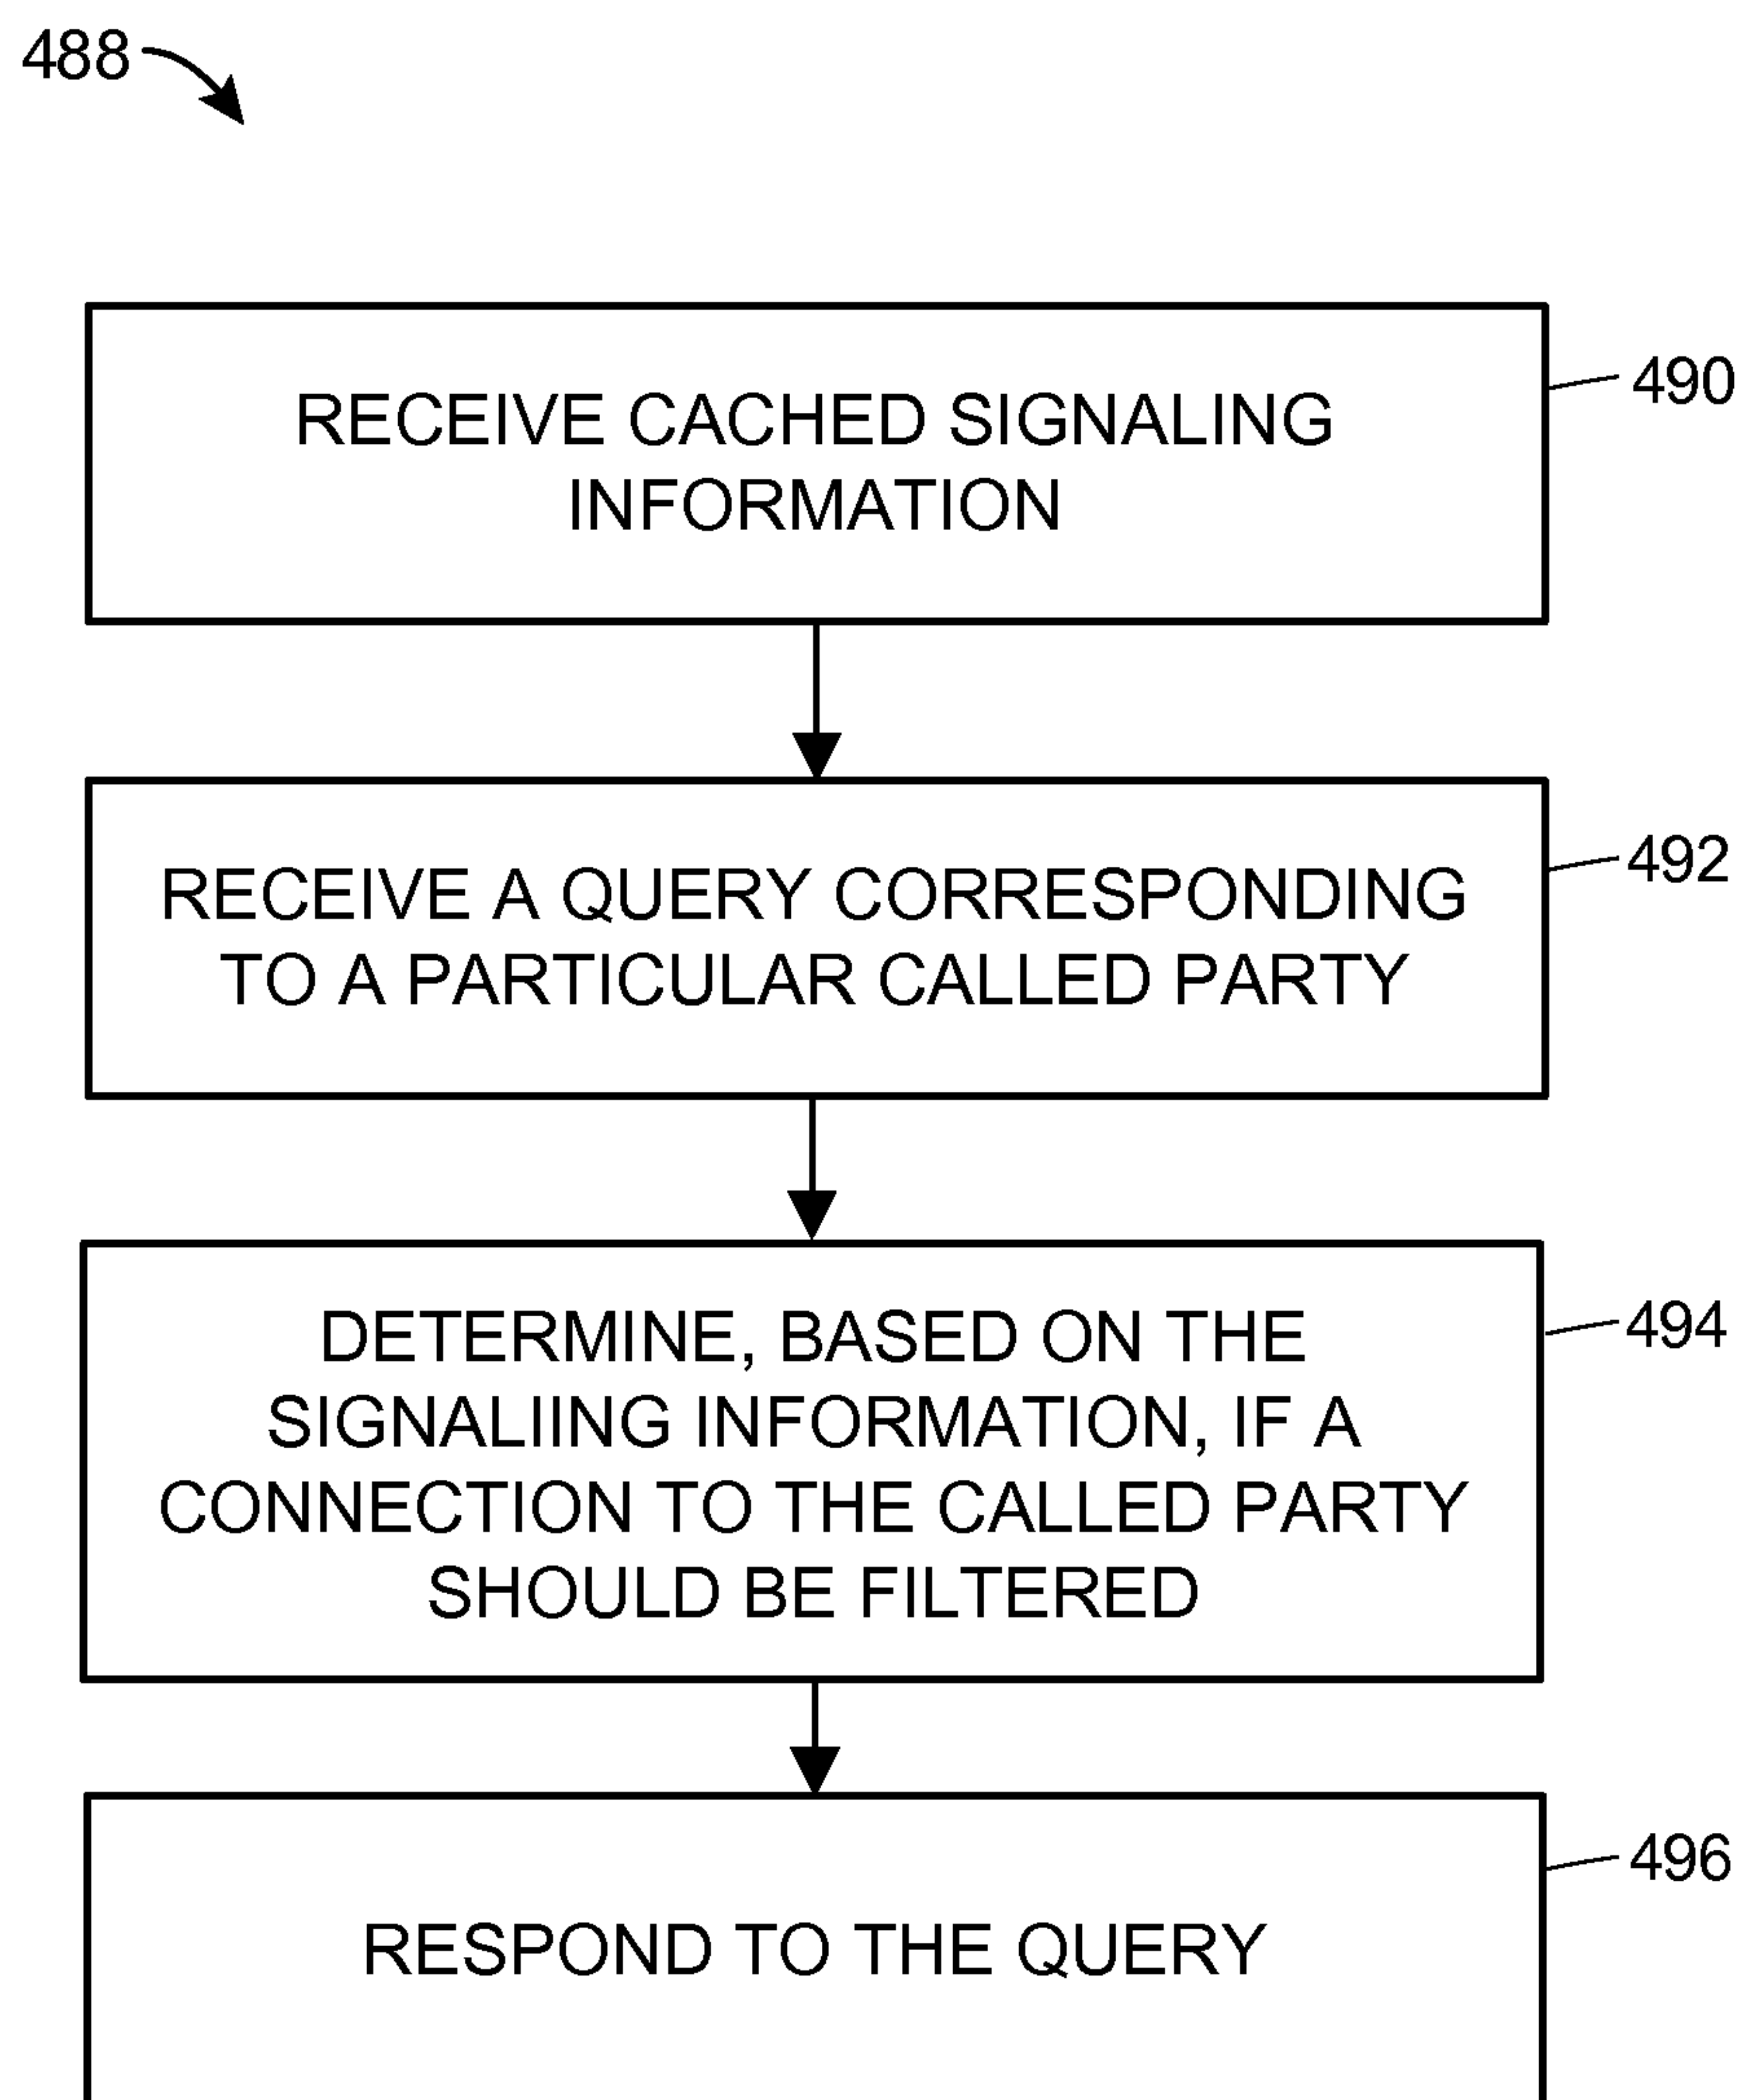 488
RECEIVE CACHED SIGNALING
INFORMATION
490
RECEIVE A QUERY CORRESPONDING
TO A PARTICULAR CALLED PARTY
492
DETERMINE, BASED ON THE
SIGNALIING INFORMATION, IF A
CONNECTION TO THE CALLED PARTY
SHOULD BE FILTERED
494
RESPOND TO THE QUERY
496